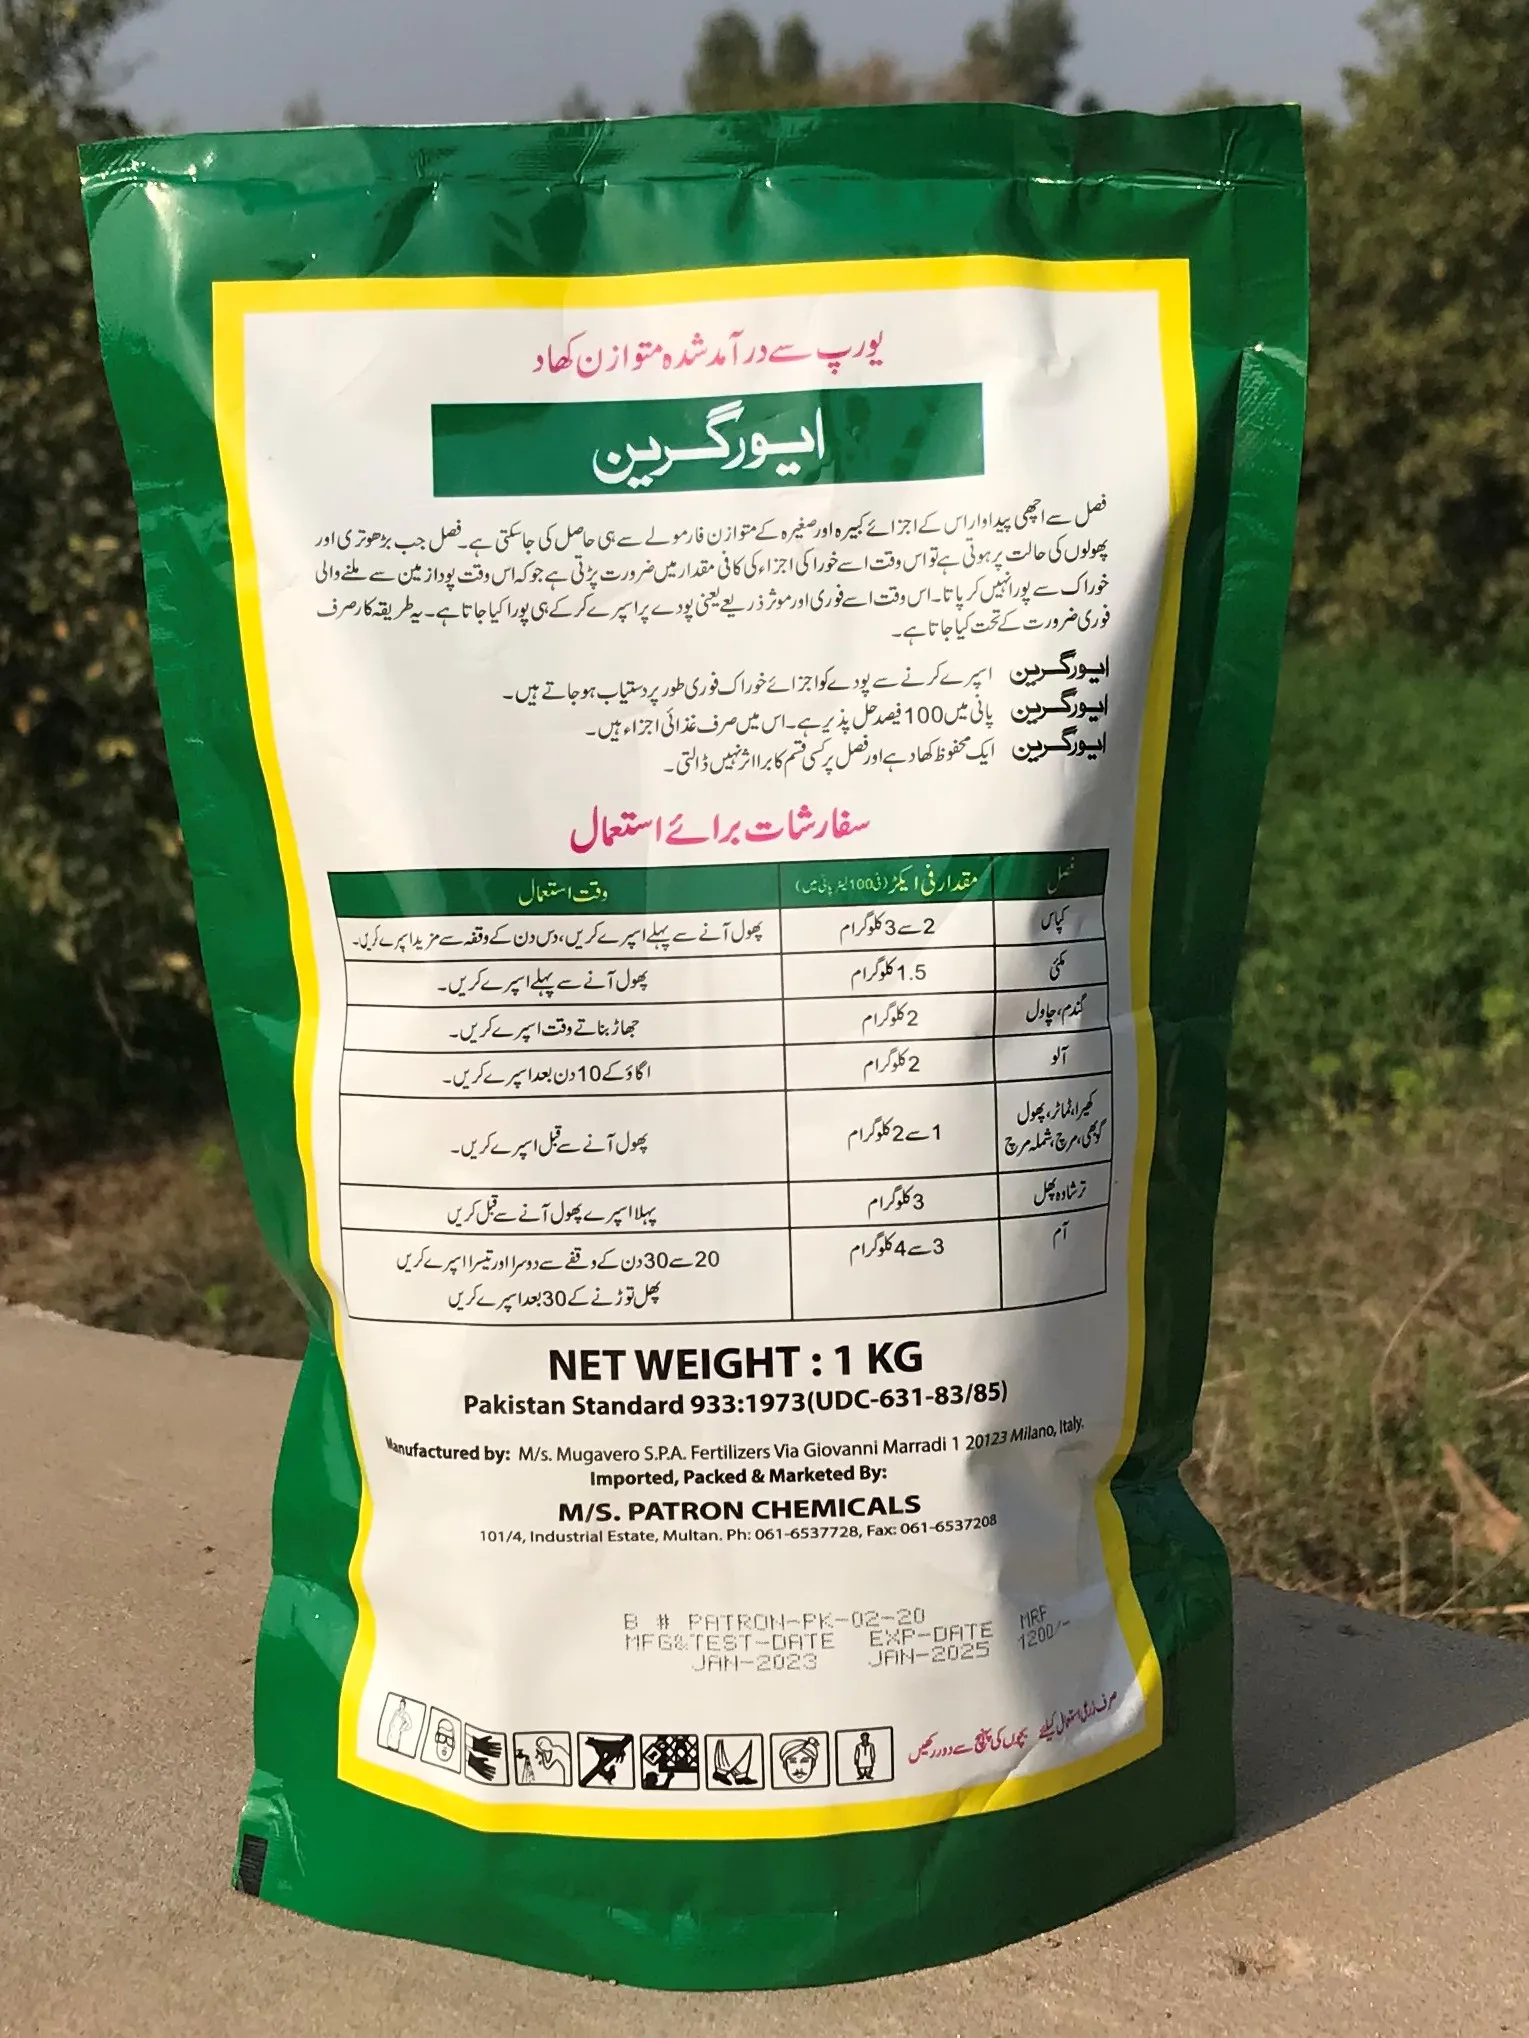 یورپ سے درآمد شدہ متوازن کھاد
ایورگرین
فصل سے اچھی پیداوار اس کے اجزائے کبیرہ اور صغیرہ کے متوازن فارمولے سے ہی حاصل کی جاسکتی ہے۔ فصل جب بڑھوتری اور
پھولوں کی حالت پر ہوتی ہے تو اس وقت اسے خوراکی اجزاء کی کافی مقدار میں ضرورت پڑتی ہے جو کہ اس وقت پودا زمین سے ملنے والی
خوراک سے پورا نہیں کر پاتا۔ اس وقت اسے فوری اور موثر ذریعے یعنی پودے پر اسپرے کرکے ہی پورا کیا جاتا ہے۔ یہ طریقہ کار صرف
فوری ضرورت کے تحت کیا جاتا ہے۔
ایورگرین اسپرے کرنے سے پودے کو اجزائے خوراک فوری طور پر دستیاب ہوجاتے ہیں۔
ایورگرین پانی میں 100 فیصد حل پذیر ہے۔ اس میں صرف غذائی اجزاء ہیں۔
ایورگرین ایک محفوظ کھاد ہے اور فصل پر کسی قسم کا برا اثر نہیں ڈالتی۔
سفارشات برائے استعمال
فصل مقدار فی ایکڑ (فی 100 لیٹر پانی میں) وقت استعمال
کپاس 2 سے 3 کلوگرام پھول آنے سے پہلے اسپرے کریں، دس دن کے وقفہ سے مزید اسپرے کریں۔
مکئی 1.5 کلوگرام پھول آنے سے پہلے اسپرے کریں۔
گندم، چاول 2 کلوگرام جھاڑ بناتے وقت اسپرے کریں۔
آلو 2 کلوگرام اگاؤ کے 10 دن بعد اسپرے کریں۔
کھیرا، ٹماٹر، پھول
گوبھی، مرچ، شملہ مرچ 1 سے 2 کلوگرام پھول آنے سے قبل اسپرے کریں۔
ترشاوہ پھل 3 کلوگرام پہلا اسپرے پھول آنے سے قبل کریں
آم 3 سے 4 کلوگرام 20 سے 30 دن کے وقفے سے دوسرا اور تیسرا اسپرے کریں
پھل توڑنے کے 30 بعد اسپرے کریں
NET WEIGHT : 1 KG
Pakistan Standard 933:1973(UDC-631-83/85)
Manufactured by: M/s. Mugavero S.P.A. Fertilizers Via Giovanni Marradi 1 20123 Milano, Italy.
Imported, Packed & Marketed By:
M/S. PATRON CHEMICALS
101/4, Industrial Estate, Multan. Ph: 061-6537728, Fax: 061-6537208
B # PATRON-PK-02-20 MRP
MFG&TEST-DATE EXP-DATE 1200/-
JAN-2023 JAN-2025
صرف زرعی استعمال کیلئے بچوں کی پہنچ سے دور رکھیں